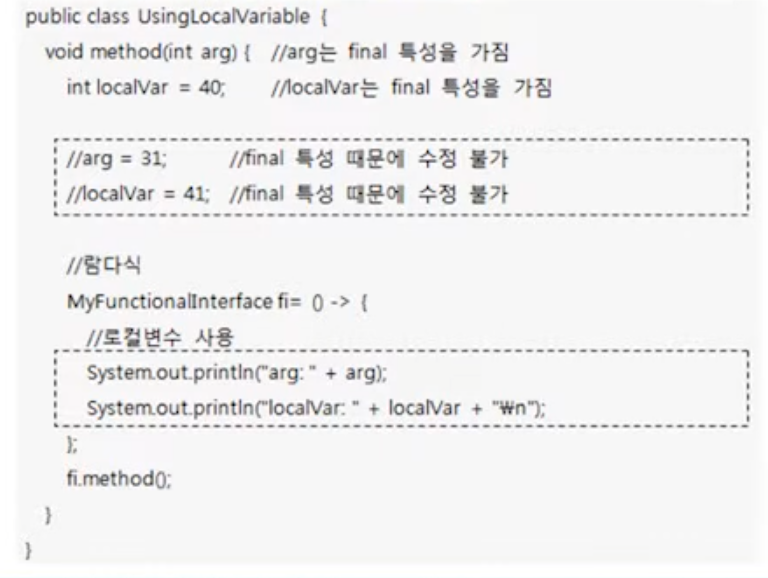 public class UsingLocalVariable {
void method(int arg) { //arg는 final 특성을 가짐
int localVar = 40; //localVar는 final 특성을 가짐
//arg = 31; //final 특성 때문에 수정 불가
//localVar = 41; //final 특성 때문에 수정 불가
//람다식
MyFunctionalInterface fi= () -> {
//로컬변수 사용
System.out.println("arg: " + arg);
System.out.println("localVar: " + localVar + "₩n");
};
fi.method();
}
}